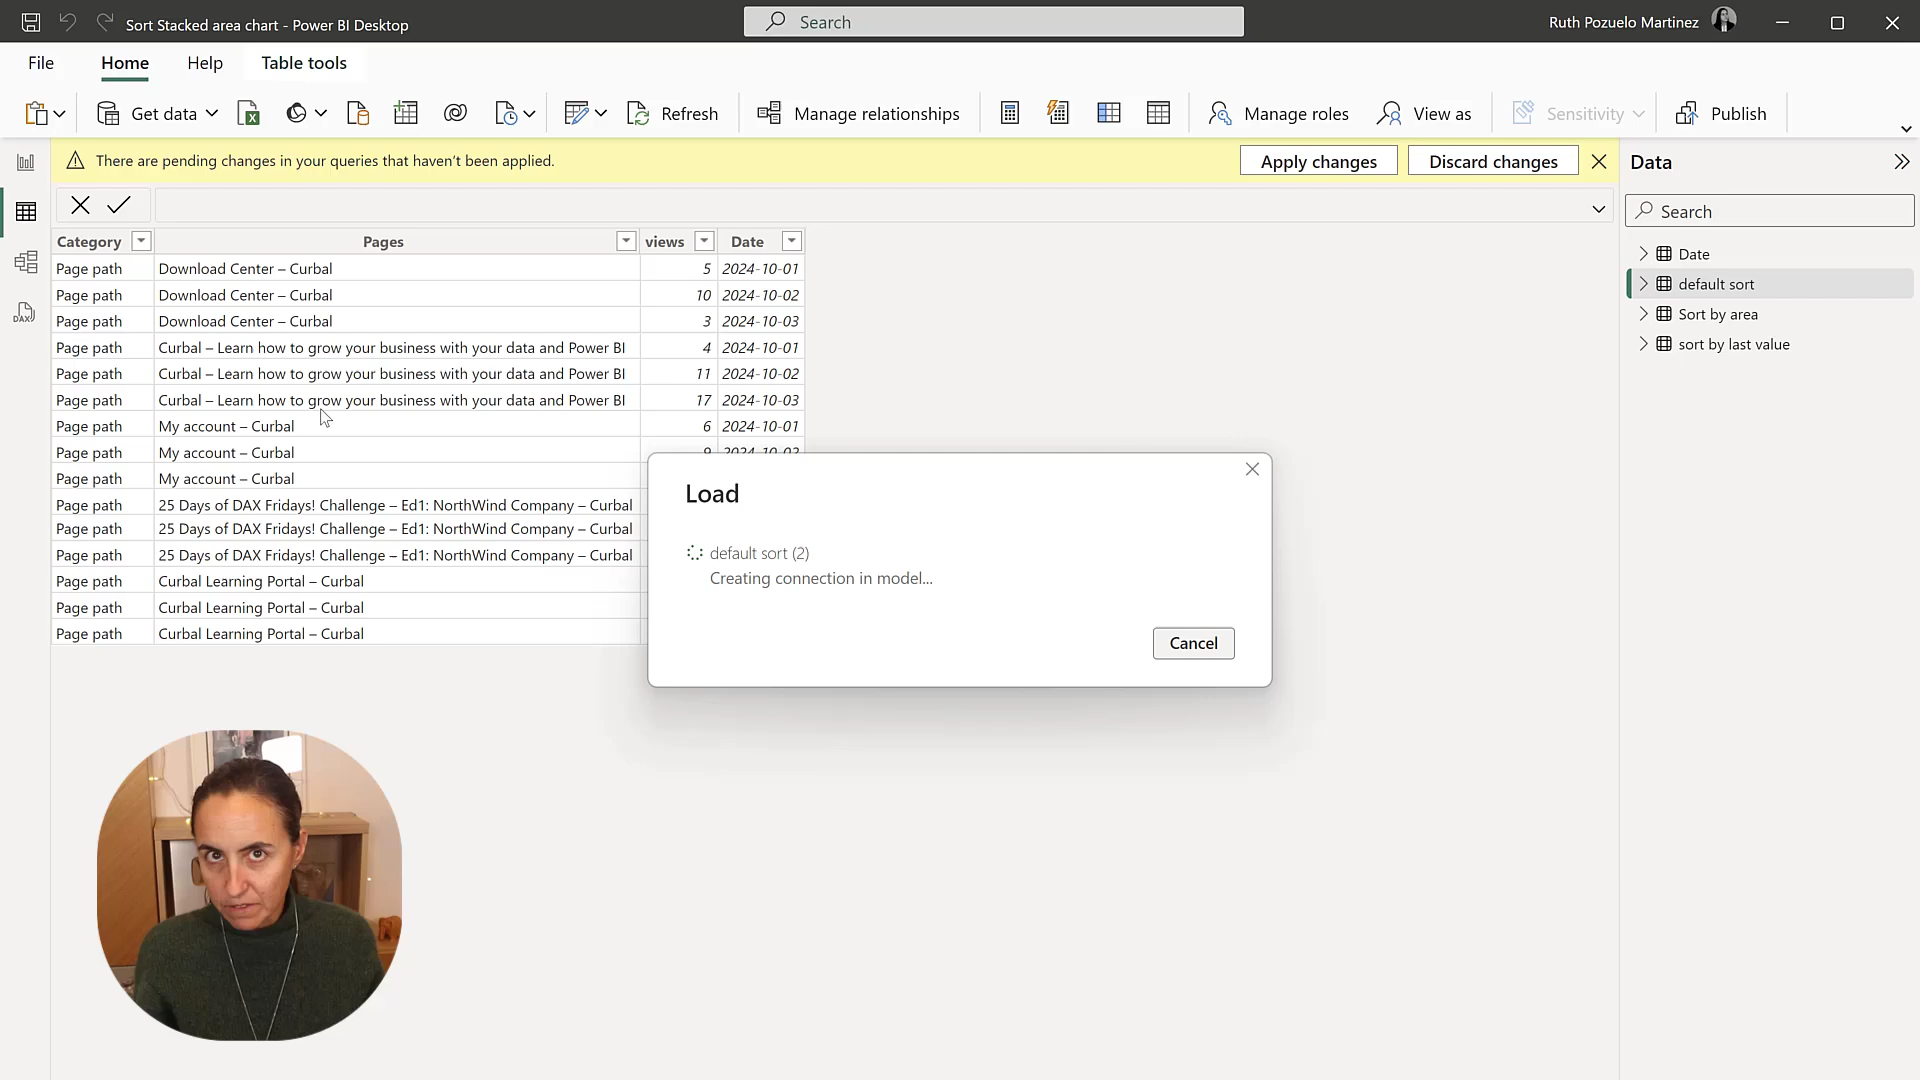 Sort Stacked area chart - Power BI Desktop
Search
Ruth Pozuelo Martinez
File
Home
Help
Table tools
Get data
Refresh
Manage relationships
Manage roles
View as
Sensitivity
Publish
There are pending changes in your queries that haven't been applied.
Apply changes
Discard changes
Data
DAX
Search
Date
default sort
Sort by area
sort by last value
Category Pages views Date
Page path Download Center – Curbal 5 2024-10-01
Page path Download Center – Curbal 10 2024-10-02
Page path Download Center – Curbal 3 2024-10-03
Page path Curbal – Learn how to grow your business with your data and Power BI 4 2024-10-01
Page path Curbal – Learn how to grow your business with your data and Power BI 11 2024-10-02
Page path Curbal – Learn how to grow your business with your data and Power BI 17 2024-10-03
Page path My account – Curbal 6 2024-10-01
Page path My account – Curbal 9 2024-10-02
Page path My account – Curbal
Page path 25 Days of DAX Fridays! Challenge – Ed1: NorthWind Company – Curbal
Page path 25 Days of DAX Fridays! Challenge – Ed1: NorthWind Company – Curbal
Page path 25 Days of DAX Fridays! Challenge – Ed1: NorthWind Company – Curbal
Page path Curbal Learning Portal – Curbal
Page path Curbal Learning Portal – Curbal
Page path Curbal Learning Portal – Curbal
Load
default sort (2)
Creating connection in model...
Cancel